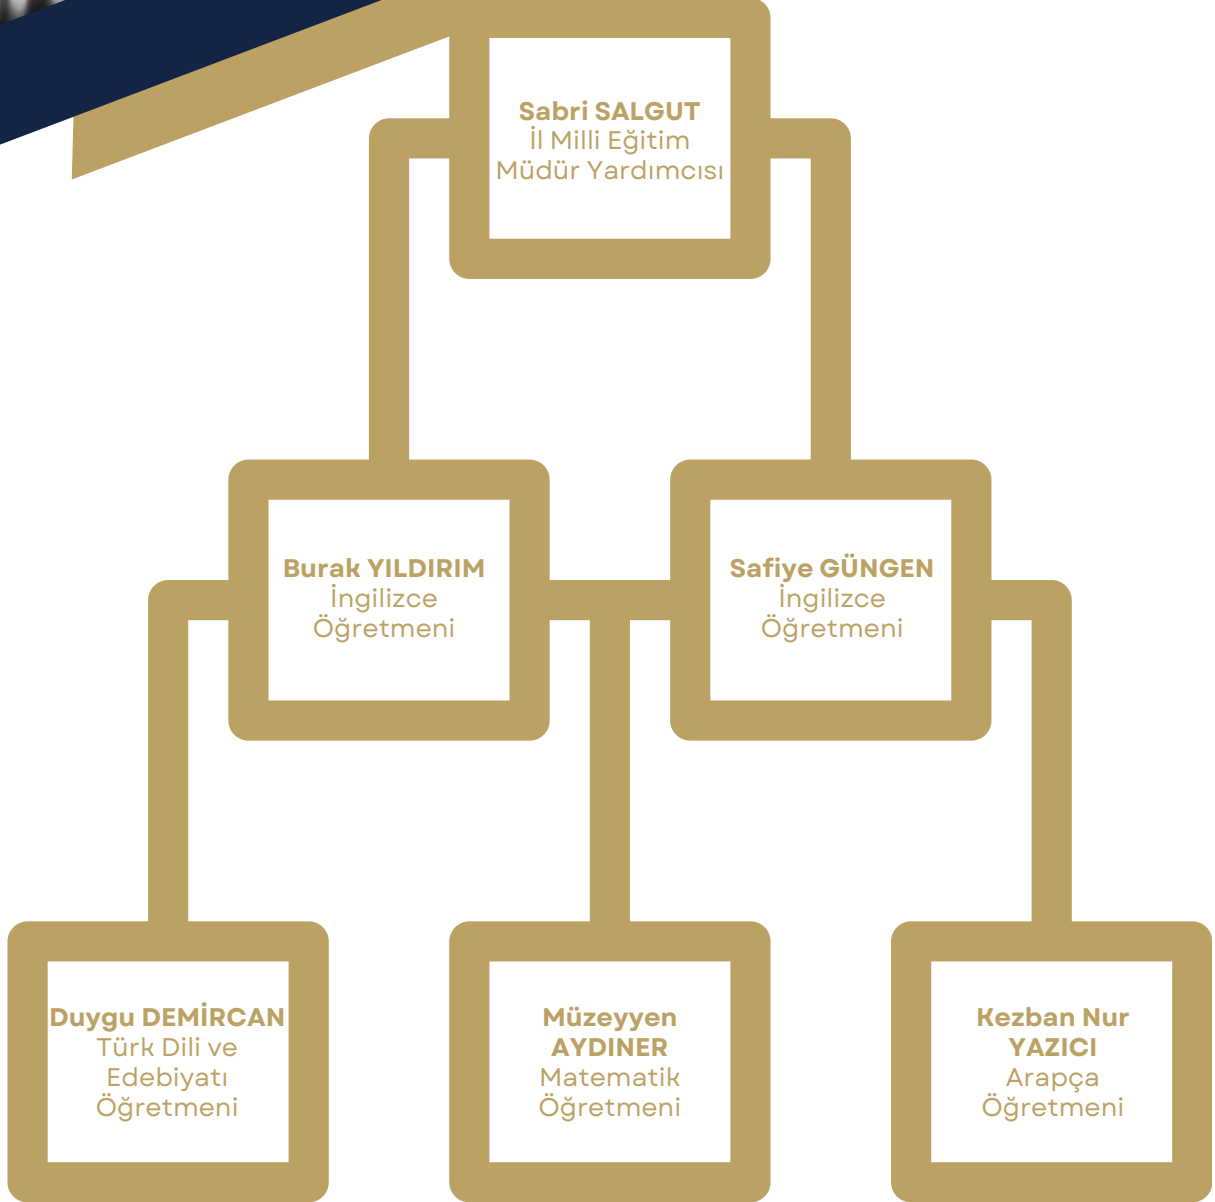 Sabri SALGUT
İl Milli Eğitim
Müdür Yardımcısı
Burak YILDIRIM
İngilizce
Öğretmeni
Safiye GÜNGEN
İngilizce
Öğretmeni
Duygu DEMİRCAN
Türk Dili ve
Edebiyatı
Öğretmeni
Müzeyyen
AYDINER
Matematik
Öğretmeni
Kezban Nur
YAZICI
Arapça
Öğretmeni